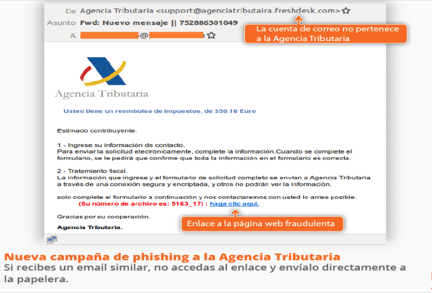 De Agencia Tributaria <support@agenciatributaira.freshdesk.com>
Asunto Fwd: Nuevo mensaje || 752886301049
A @
La cuenta de correo no pertenece
a la Agencia Tributaria
Agencia Tributaria
Usted tiene un reembolso de impuestos, de 350.16 Euro
Estimado contribuyente.
1 - Ingrese su información de contacto.
Para enviar la solicitud electrónicamente, complete la información.Cuando se complete el
formulario, se le pedirá que confirme que toda la información en el formulario es correcta.
2 - Tratamiento fiscal.
La información que ingrese y el formulario de solicitud completo se envían a Agencia Tributaria
a través de una conexión segura y encriptada, y otros no podrán ver la información.
solo complete el formulario a continuación y nos contactaremos con usted lo antes posible.
(Su número de archivo es: 5163_17) : haga clic aquí.
Enlace a la página web fraudulenta
Gracias por su cooperación.
Agencia Tributaria.
Nueva campaña de phishing a la Agencia Tributaria
Si recibes un email similar, no accedas al enlace y envíalo directamente a
la papelera.